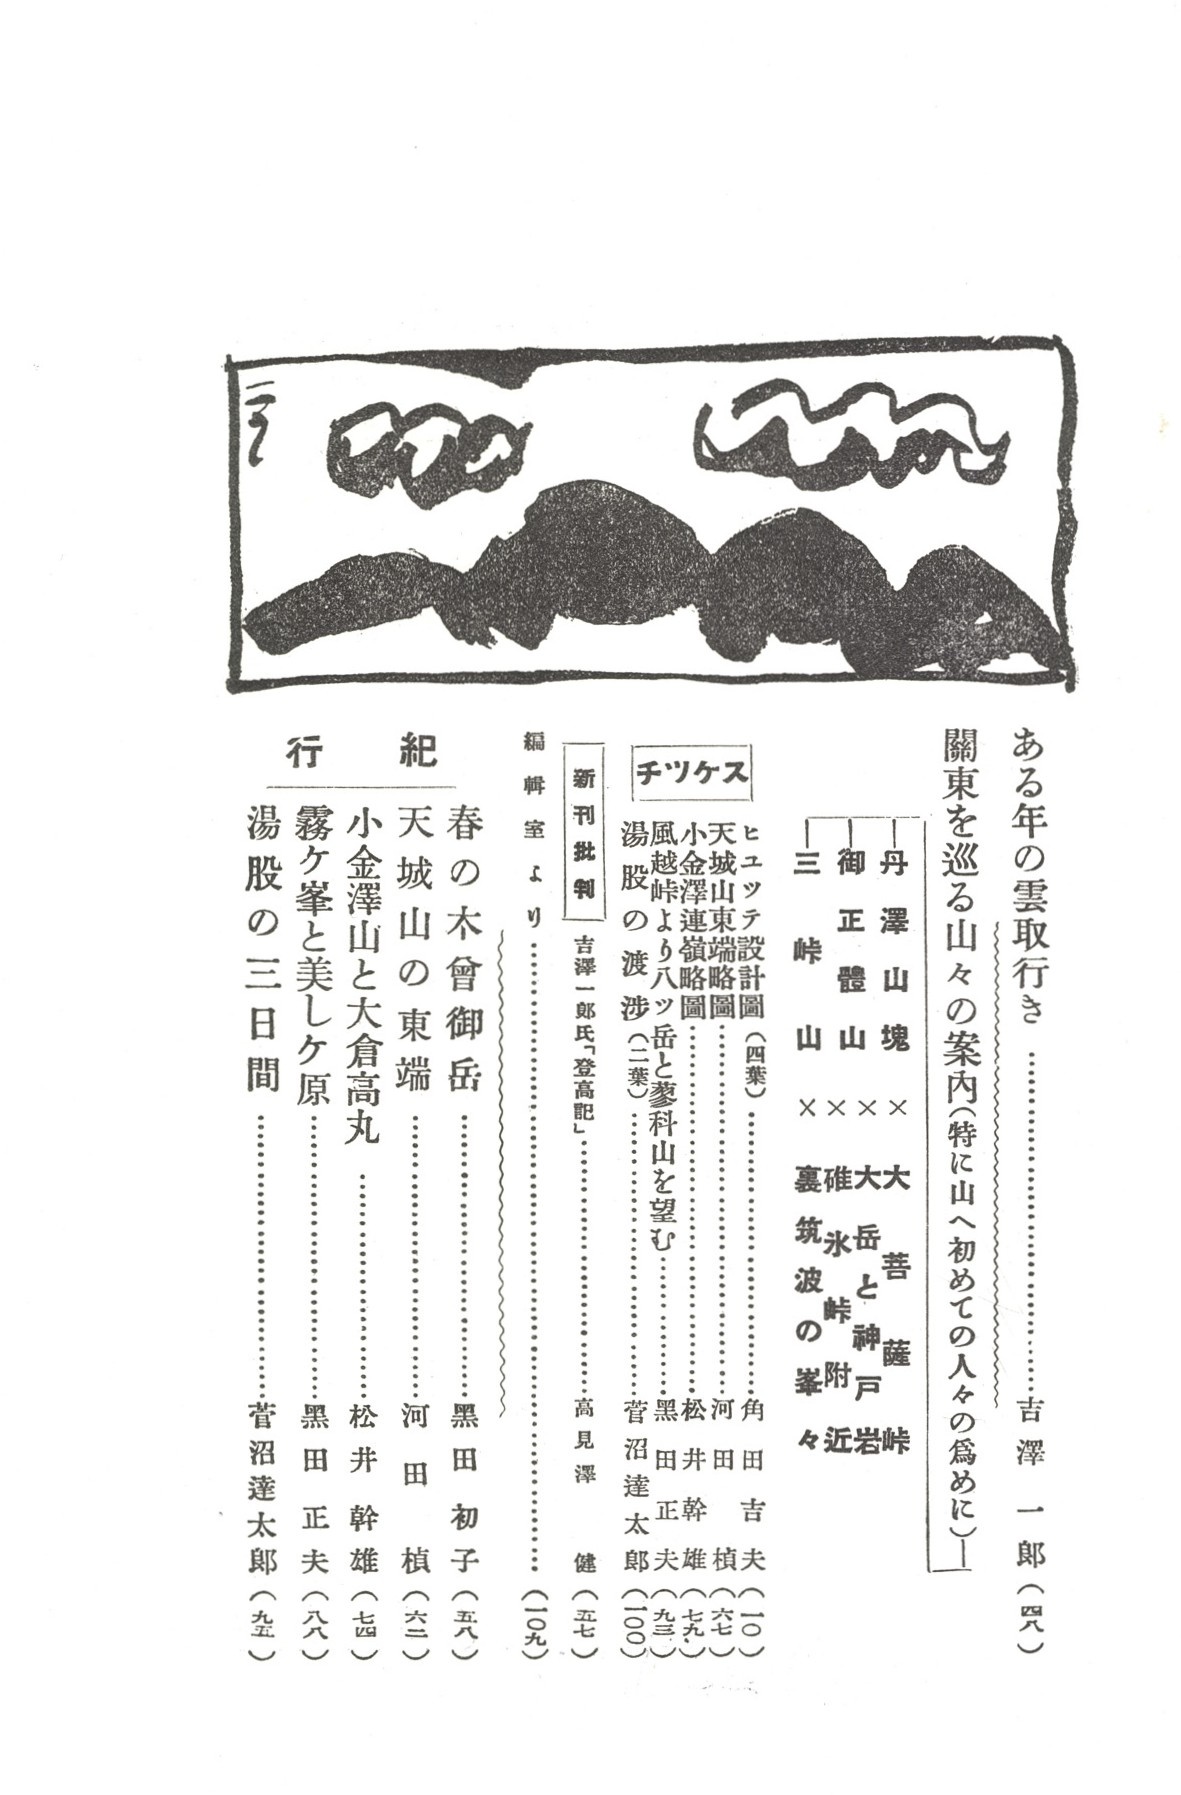 ある年の雲取行き……吉澤一郎(四八)
關東を巡る山々の案內(特に山へ初めての人々の爲めに)
丹澤山塊×大菩薩峠
御正體山×大岳と神戸岩
×碓氷峠附近
三峠山×裏筑波の峯々
スケツチ
ヒユツテ設計圖(四葉)……角田吉夫(一〇)
天城山東端略圖……河田楨(六七)
小金澤連嶺略圖……松井幹雄(七九)
風越峠より八ッ岳と蓼科山を望む……黑田正夫(九三)
湯股の渡涉(二葉)……菅沼達太郎(一〇〇)
新刊批判
吉澤一郎氏「登高記」……高見澤健(五七)
編輯室より……(一〇九)
紀行
春の木曾御岳……黑田初子(五八)
天城山の東端……河田楨(六二)
小金澤山と大倉高丸……松井幹雄(七四)
霧ケ峯と美しケ原……黑田正夫(八八)
湯股の三日間……菅沼達太郎(九五)